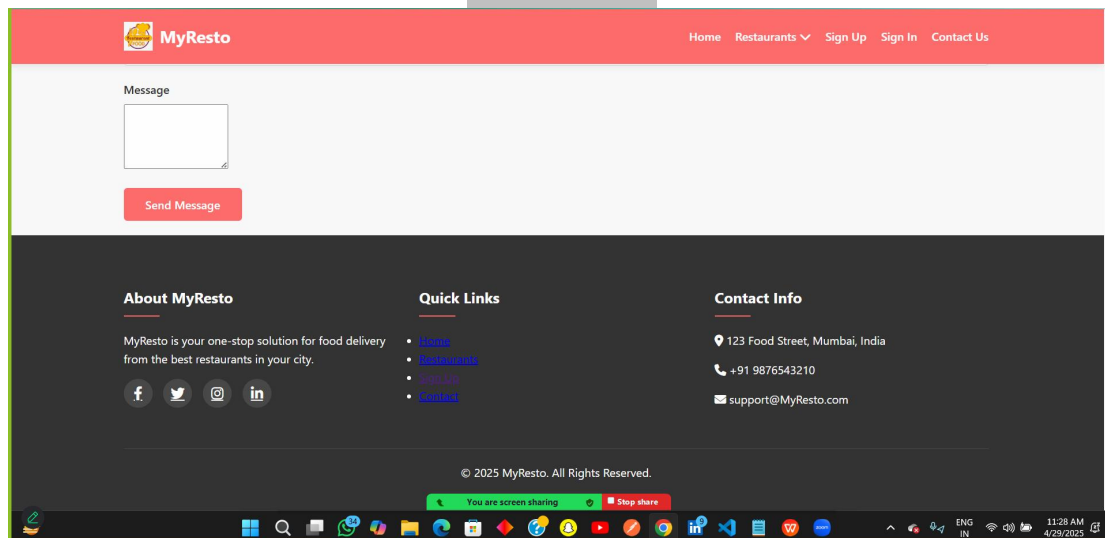 MyResto
Home Restaurants Sign Up Sign In Contact Us
Message
Send Message
About MyResto
MyResto is your one-stop solution for food delivery
from the best restaurants in your city.
Quick Links
Home
Restaurants
Contact
Contact Info
123 Food Street, Mumbai, India
+91 9876543210
support@MyResto.com
© 2025 MyResto. All Rights Reserved.
You are screen sharing Stop share
34
9
ENG
IN
11:28 AM
4/29/2025